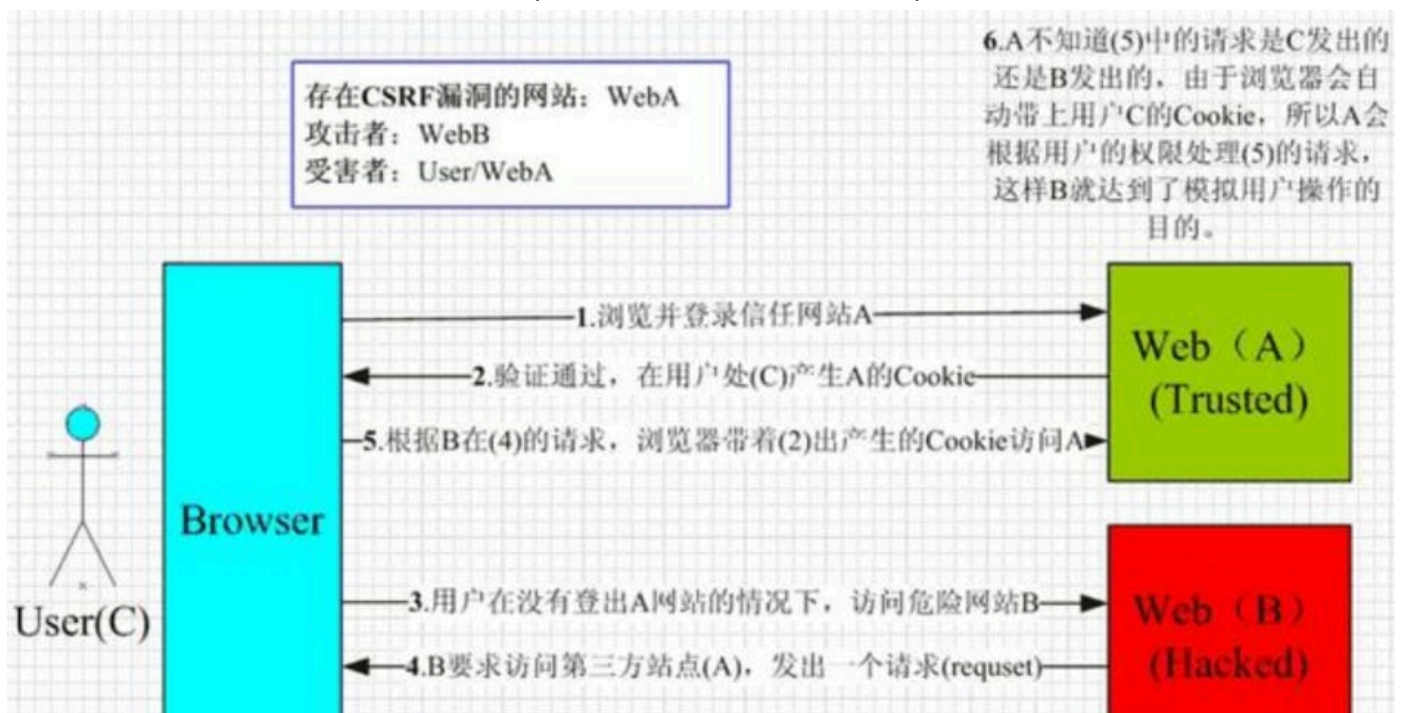 6.A不知道(5)中的请求是C发出的
还是B发出的，由于浏览器会自
动带上用户C的Cookie，所以A会
根据用户的权限处理(5)的请求，
这样B就达到了模拟用户操作的
目的。
存在CSRF漏洞的网站：WebA
攻击者：WebB
受害者：User/WebA
1.浏览并登录信任网站A
2.验证通过，在用户处(C)产生A的Cookie
5.根据B在(4)的请求，浏览器带着(2)出产生的Cookie访问A
3.用户在没有登出A网站的情况下，访问危险网站B
4.B要求访问第三方站点(A)，发出一个请求(requset)
User(C)
Browser
Web（A）
(Trusted)
Web（B）
(Hacked)